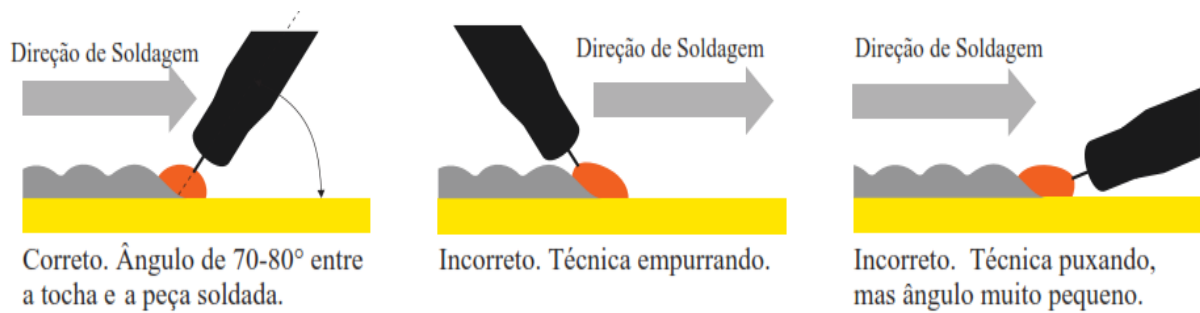 Direção de Soldagem
Correto. Ângulo de 70-80° entre
a tocha e a peça soldada.
Direção de Soldagem
Incorreto. Técnica empurrando.
Direção de Soldagem
Incorreto.  Técnica puxando,
mas ângulo muito pequeno.